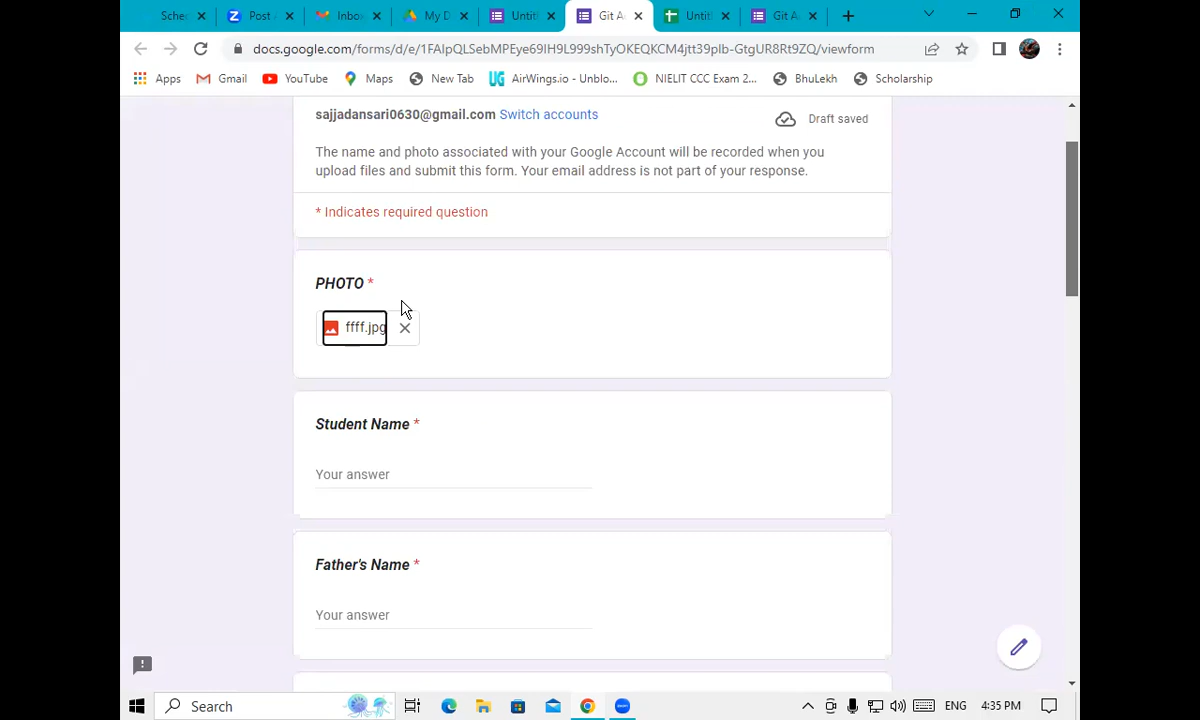 Sche
Post
Inbo
My D
Untit
Git A
Untit
Git A
docs.google.com/forms/d/e/1FAIpQLSebMPEye69IH9L999shTyOKEQKCM4jtt39plb-GtgUR8Rt9ZQ/viewform
Apps
Gmail
YouTube
Maps
New Tab
UG AirWings.io - Unblo...
NIELIT CCC Exam 2...
BhuLekh
Scholarship
sajjadansari0630@gmail.com Switch accounts
Draft saved
The name and photo associated with your Google Account will be recorded when you
upload files and submit this form. Your email address is not part of your response.
* Indicates required question
PHOTO *
ffff.jpg
Student Name *
Your answer
Father's Name *
Your answer
Search
ENG
4:35 PM